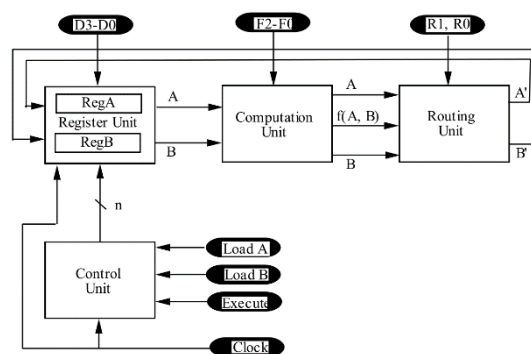 D3-D0
F2-F0
R1, R0
RegA
Register Unit
RegB
A
B
Computation
Unit
A
f(A, B)
B
Routing
Unit
A'
B'
n
Control
Unit
Load A
Load B
Execute
Clock